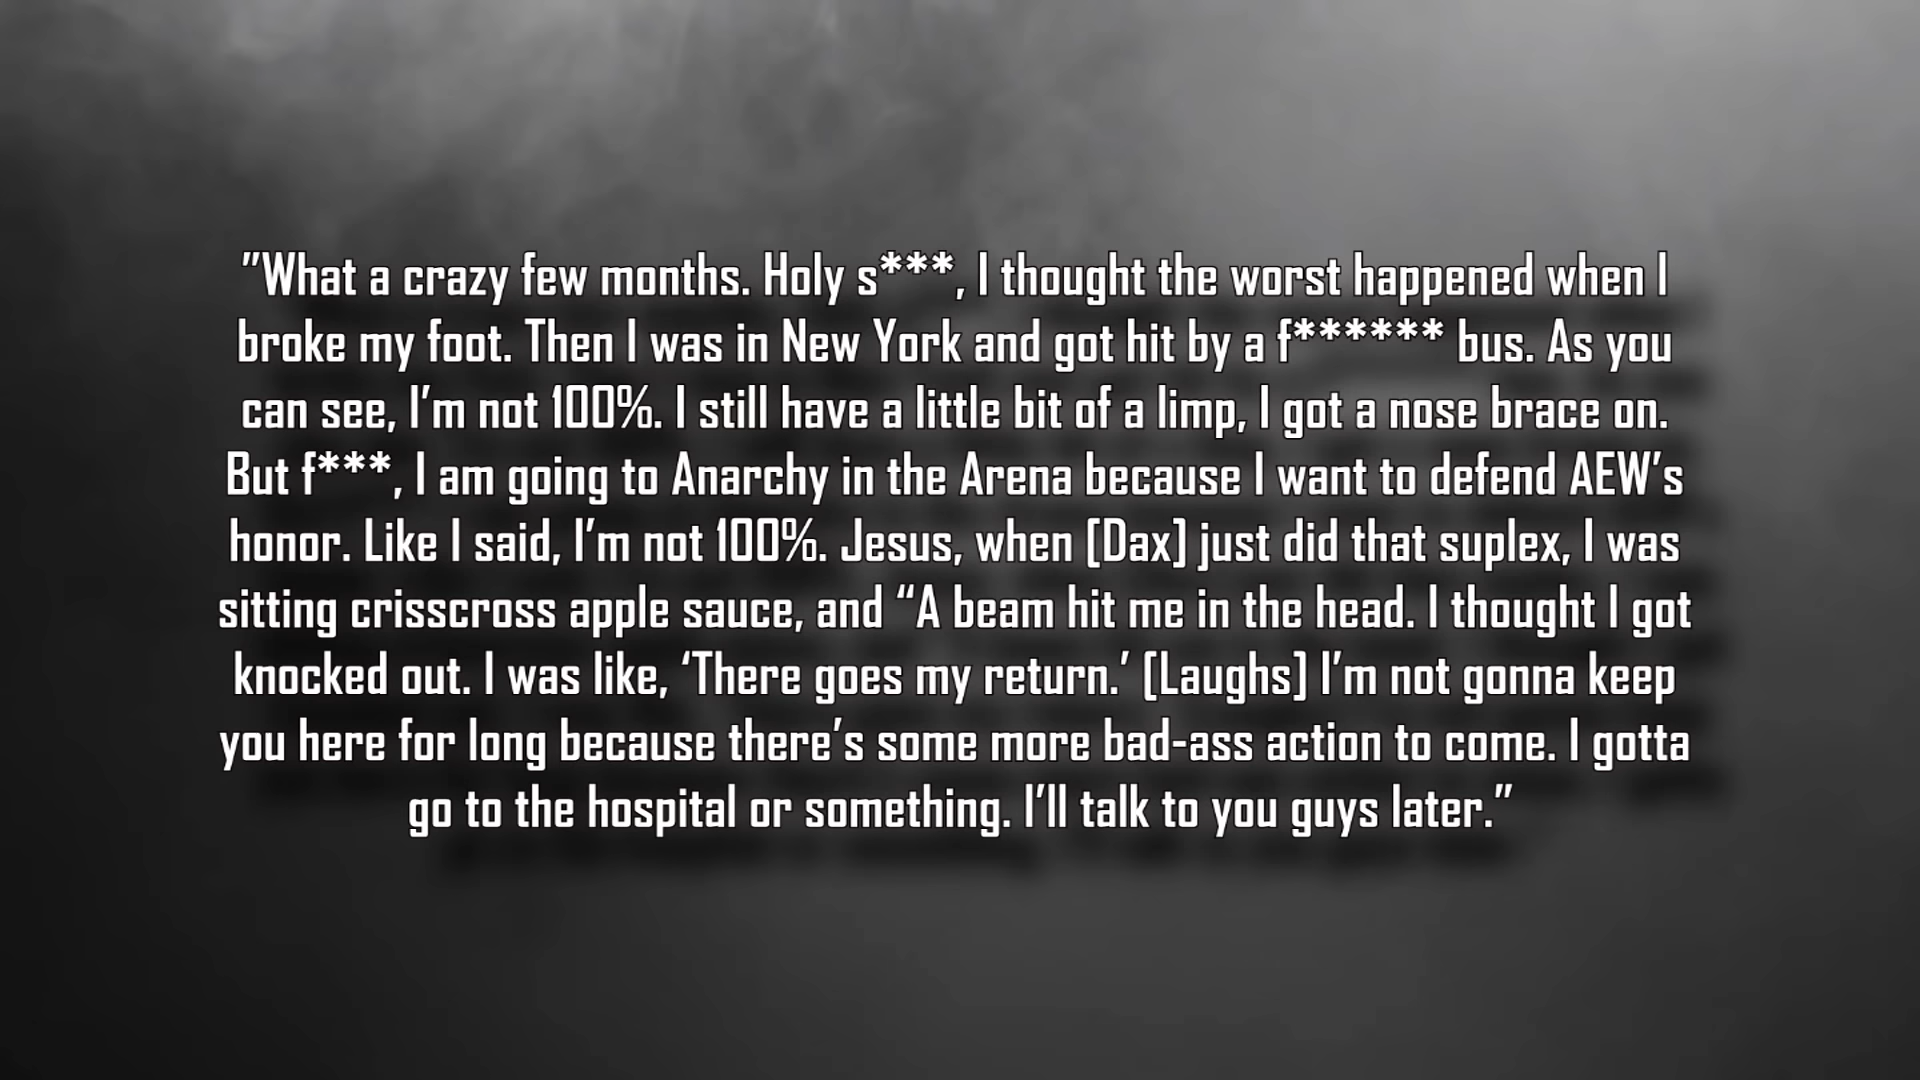 "What a crazy few months. Holy s***, I thought the worst happened when I
broke my foot. Then I was in New York and got hit by a f****** bus. As you
can see, I'm not 100%. I still have a little bit of a limp, I got a nose brace on.
But f***, I am going to Anarchy in the Arena because I want to defend AEW's
honor. Like I said, I'm not 100%. Jesus, when [Dax] just did that suplex, I was
sitting crisscross apple sauce, and “A beam hit me in the head. I thought I got
knocked out. I was like, ‘There goes my return.’ [Laughs] I'm not gonna keep
you here for long because there's some more bad-ass action to come. I gotta
go to the hospital or something. I'll talk to you guys later.”